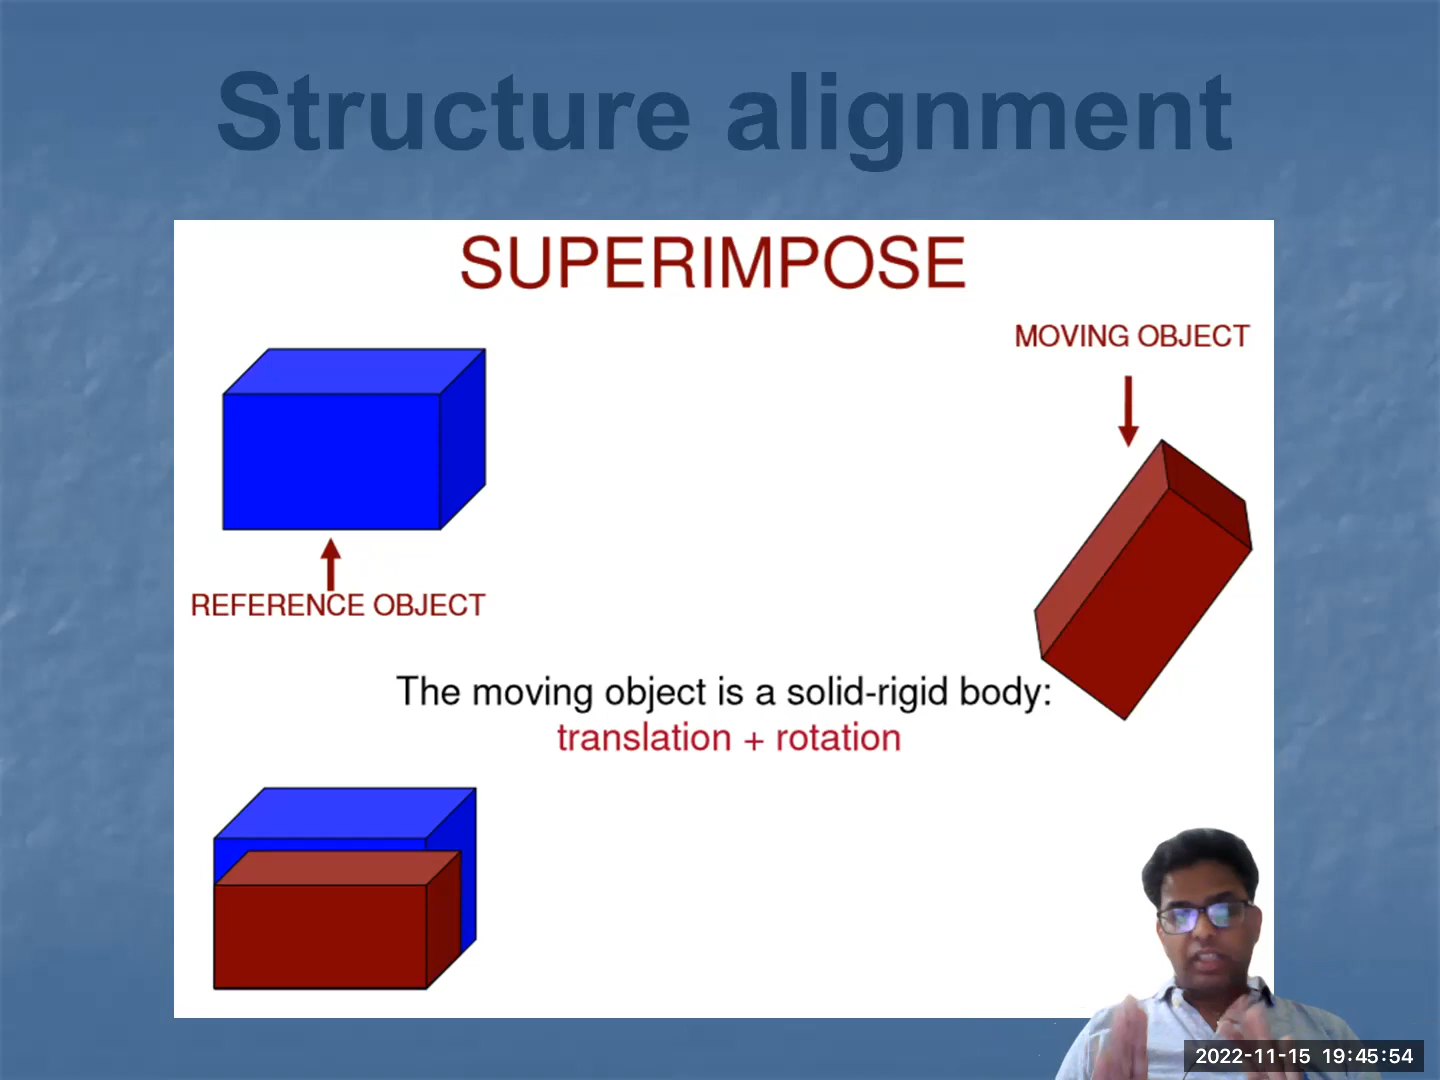 Structure alignment
SUPERIMPOSE
MOVING OBJECT
REFERENCE OBJECT
The moving object is a solid-rigid body:
translation + rotation
2022-11-15 19:45:54